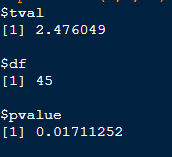 $tval
[1] 2.476049
$df
[1] 45
$pvalue
[1] 0.01711252